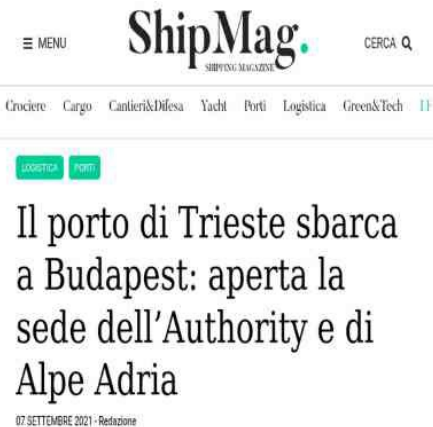 ≡ MENU
ShipMag.
SHIPPING MAGAZINE
CERCA
Crociere Cargo Cantieri&Difesa Yacht Porti Logistica Green&Tech
LOGISTICA PORTI
Il porto di Trieste sbarca
a Budapest: aperta la
sede dell’Authority e di
Alpe Adria
07 SETTEMBRE 2021 - Redazione